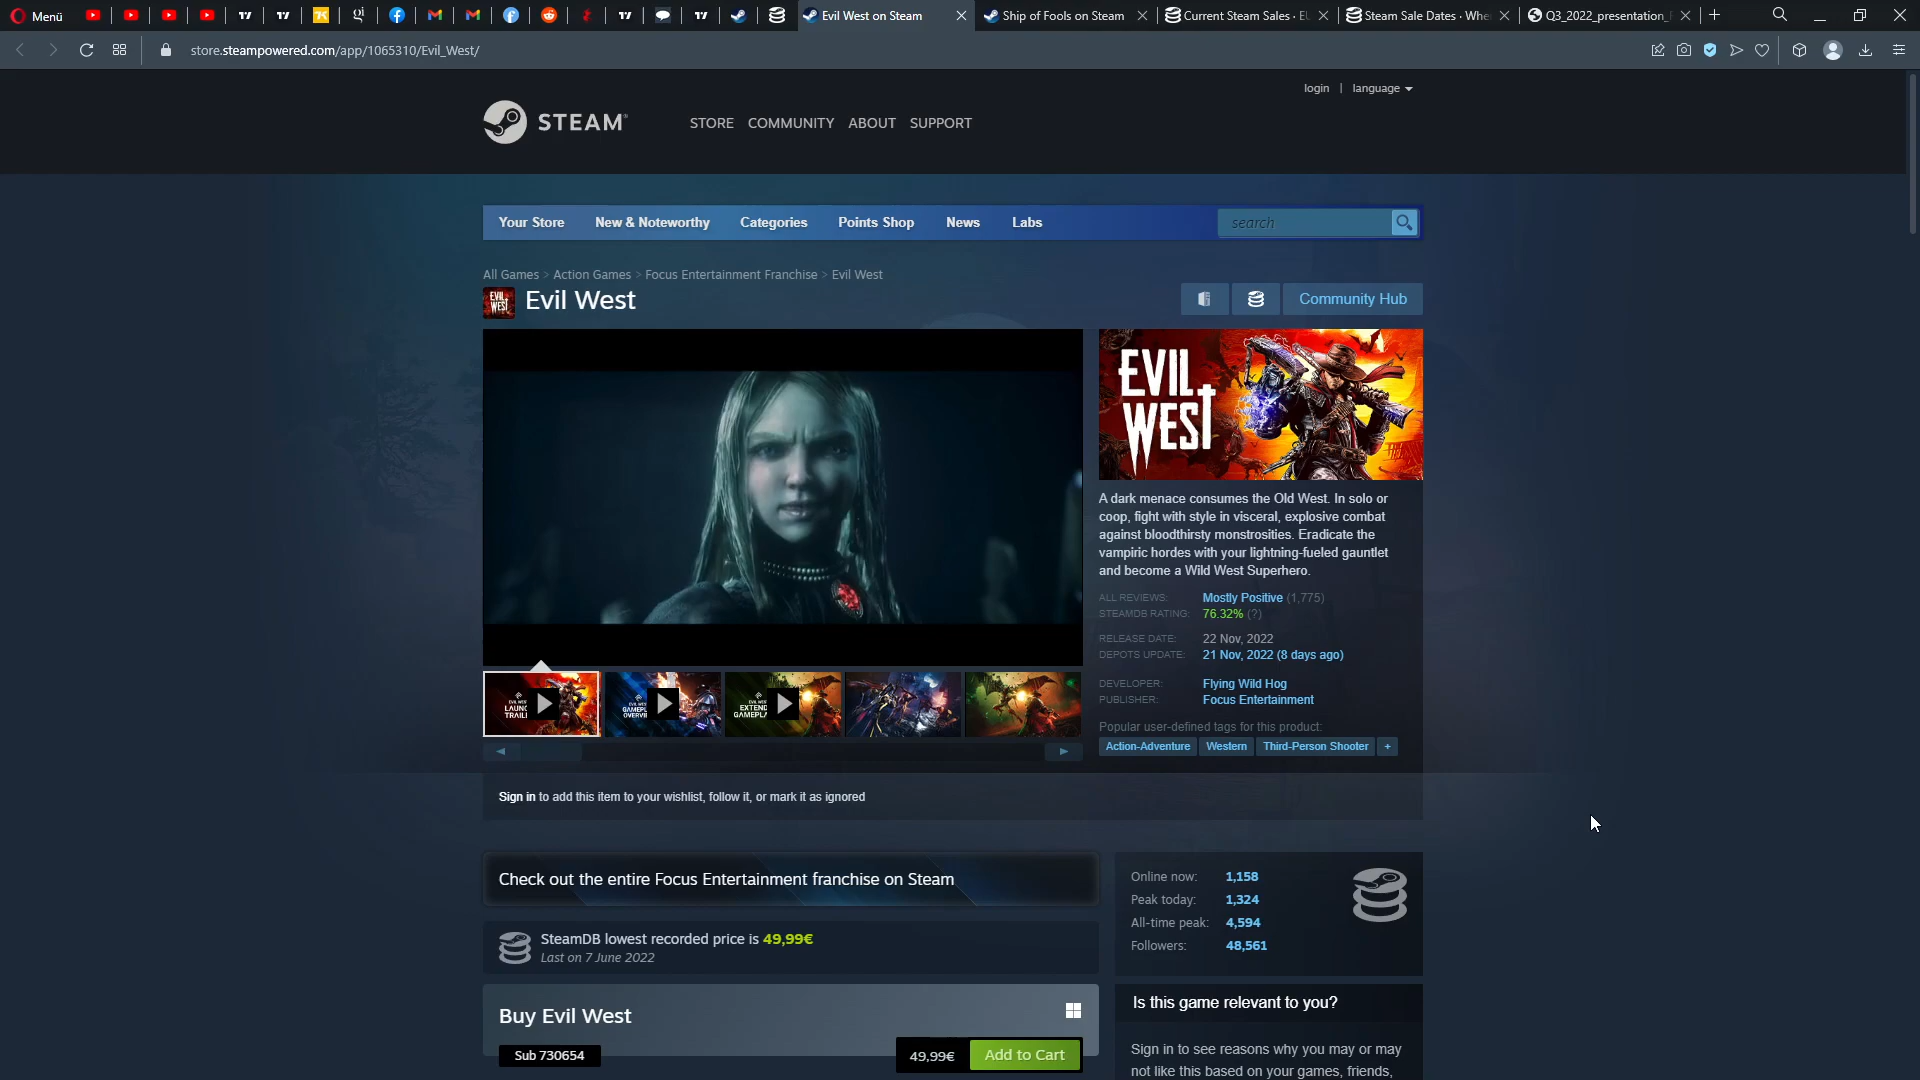 Menü
Evil West on Steam
Ship of Fools on Steam
Current Steam Sales · EU
Steam Sale Dates · Whe
Q3_2022_presentation_F
store.steampowered.com/app/1065310/Evil_West/
login | language
STEAM
STORE COMMUNITY ABOUT SUPPORT
Your Store New & Noteworthy Categories Points Shop News Labs
search
All Games > Action Games > Focus Entertainment Franchise > Evil West
Evil West
Community Hub
EVIL WEST
A dark menace consumes the Old West. In solo or
coop, fight with style in visceral, explosive combat
against bloodthirsty monstrosities. Eradicate the
vampiric hordes with your lightning-fueled gauntlet
and become a Wild West Superhero.
ALL REVIEWS: Mostly Positive (1,775)
STEAMDB RATING: 76.32% (?)
RELEASE DATE: 22 Nov, 2022
DEPOTS UPDATE: 21 Nov, 2022 (8 days ago)
DEVELOPER: Flying Wild Hog
PUBLISHER: Focus Entertainment
Popular user-defined tags for this product:
Action-Adventure Western Third-Person Shooter +
Sign in to add this item to your wishlist, follow it, or mark it as ignored
Check out the entire Focus Entertainment franchise on Steam
SteamDB lowest recorded price is 49,99€
Last on 7 June 2022
Online now: 1,158
Peak today: 1,324
All-time peak: 4,594
Followers: 48,561
Buy Evil West
Sub 730654
49,99€ Add to Cart
Is this game relevant to you?
Sign in to see reasons why you may or may
not like this based on your games, friends,